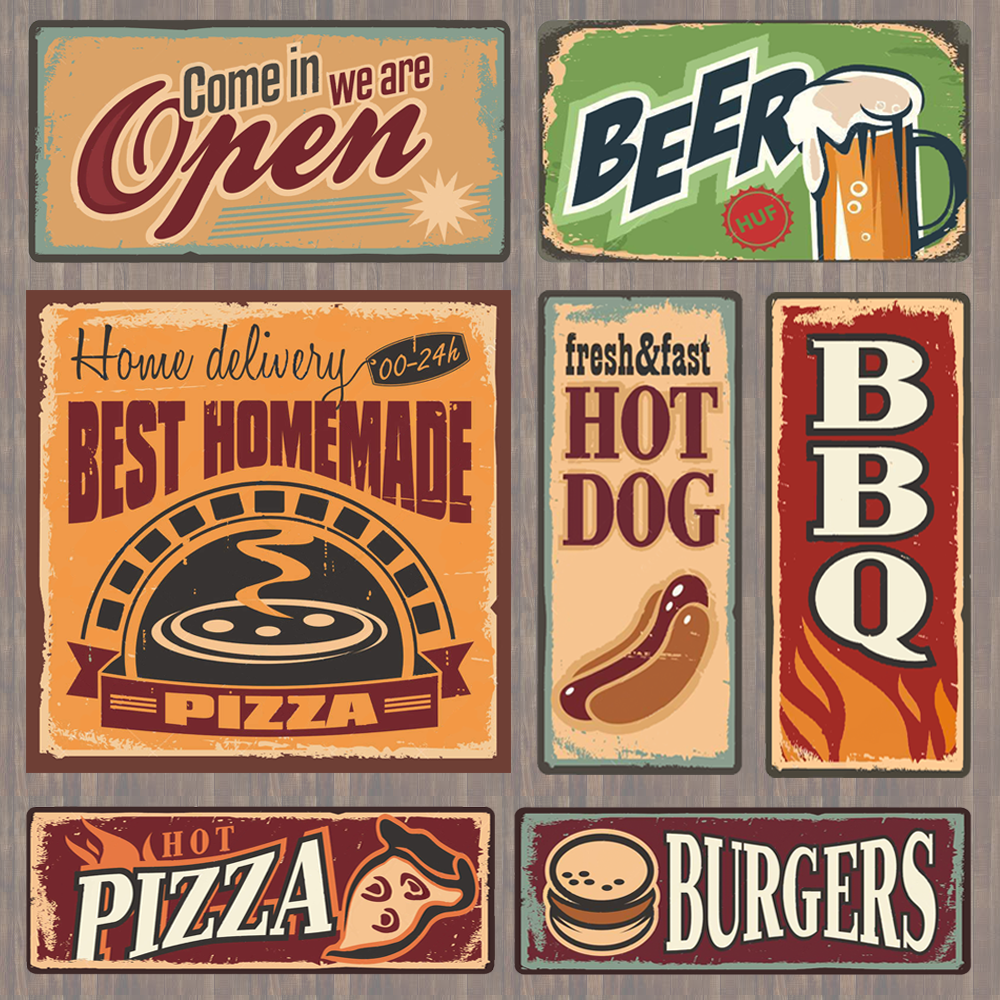 Come in we are
Open
BEER
HUF
Home delivery 00-24h
BEST HOMEMADE
PIZZA
fresh&fast
HOT
DOG
B
B
Q
HOT
PIZZA
BURGERS